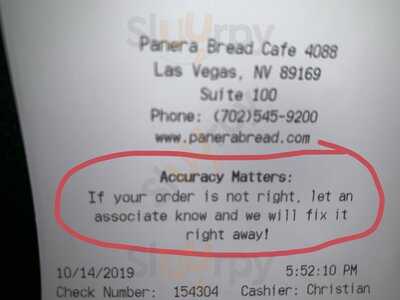 Slurrp
Panera Bread Cafe 4088
Las Vegas, NV 89169
Suite 100
Phone: (702)545-9200
www.panerabread.com
Accuracy Matters:
If your order is not right, let an
associate know and we will fix it
right away!
10/14/2019 5:52:10 PM
Check Number: 154304 Cashier: Christian